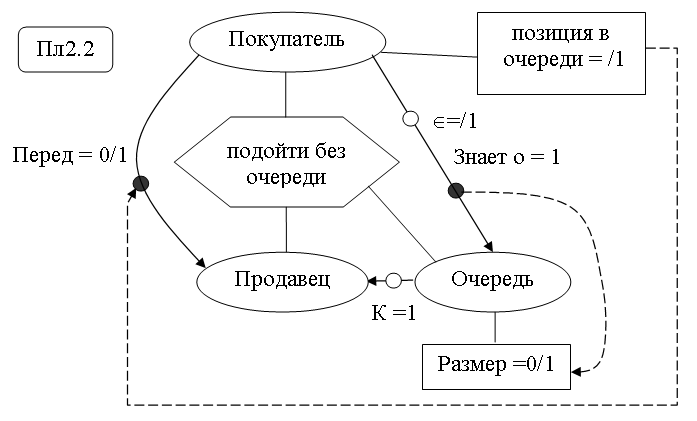 Пл2.2
Покупатель
позиция в
очереди = /1
∈=/1
Перед = 0/1
подойти без
очереди
Знает о = 1
Продавец
Очередь
К =1
Размер =0/1